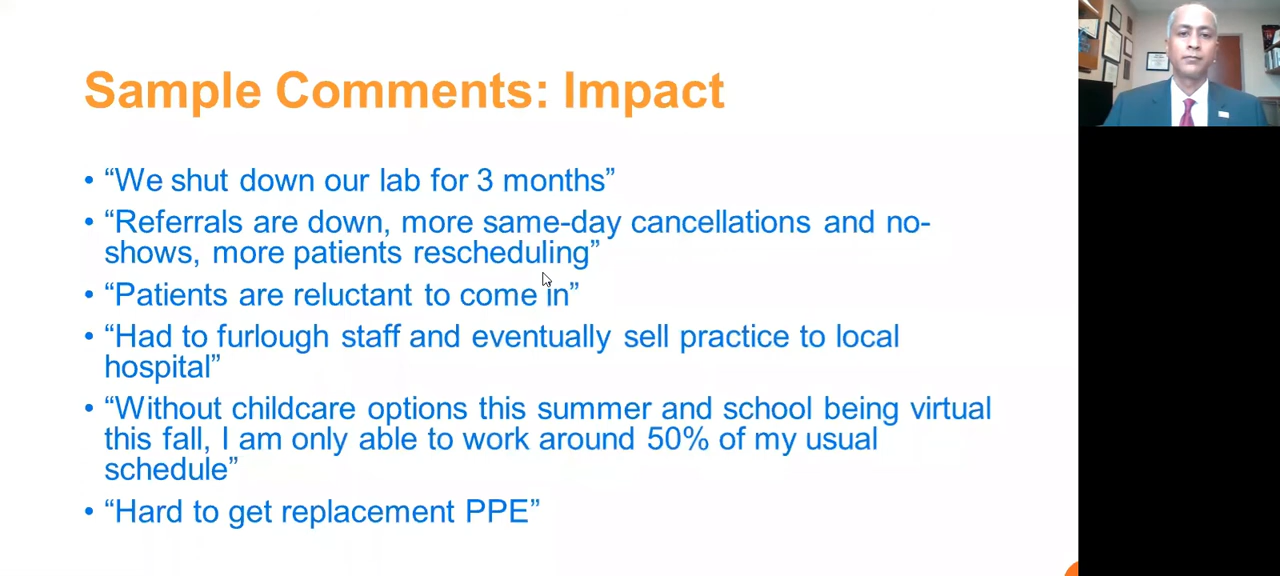 Sample Comments: Impact
• “We shut down our lab for 3 months”
• “Referrals are down, more same-day cancellations and no-
shows, more patients rescheduling”
• “Patients are reluctant to come in”
• “Had to furlough staff and eventually sell practice to local
hospital”
• “Without childcare options this summer and school being virtual
this fall, I am only able to work around 50% of my usual
schedule”
• “Hard to get replacement PPE”